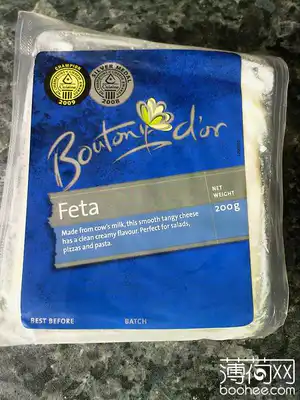 CHAMPION
2009
SILVER MEDAL
2008
Bouton d'or
Feta
NET
WEIGHT
200g
Made from cow's milk, this smooth tangy cheese
has a clean creamy flavour. Perfect for salads,
pizzas and pasta.
BEST BEFORE
BATCH
薄荷网
boohee.com